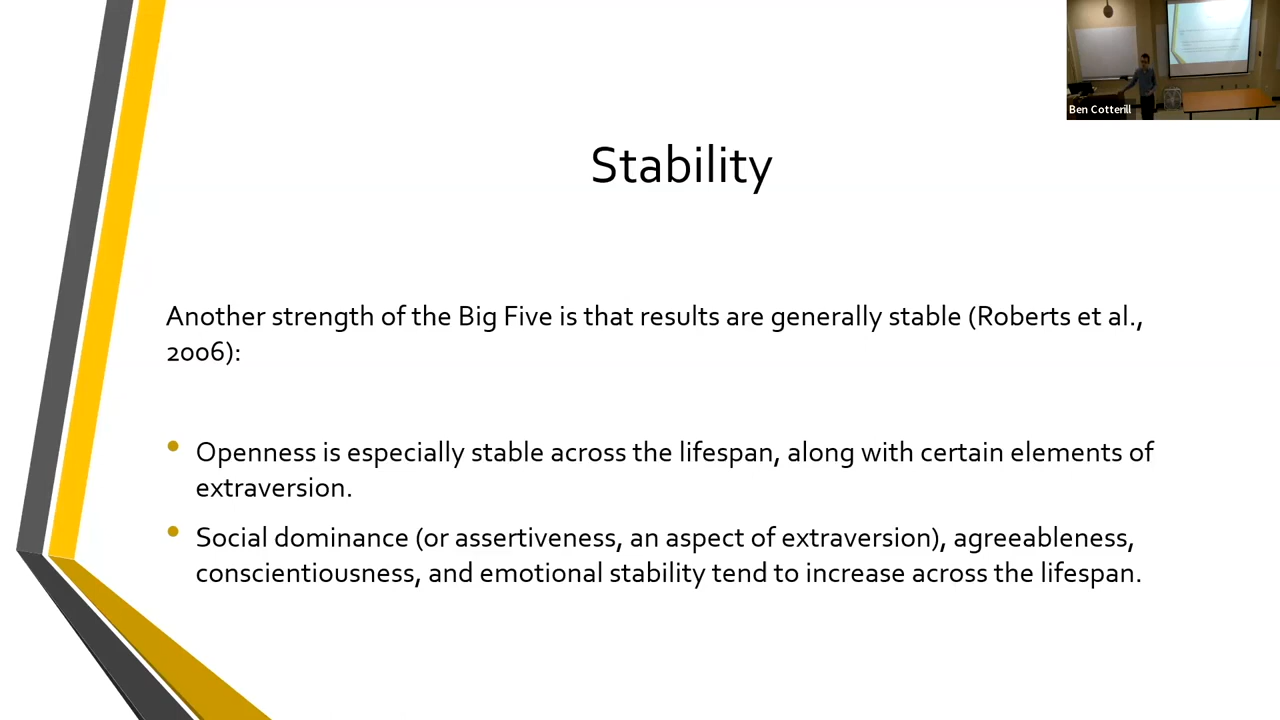 Ben Cotterill
Stability
Another strength of the Big Five is that results are generally stable (Roberts et al.,
2006):
• Openness is especially stable across the lifespan, along with certain elements of
extraversion.
• Social dominance (or assertiveness, an aspect of extraversion), agreeableness,
conscientiousness, and emotional stability tend to increase across the lifespan.